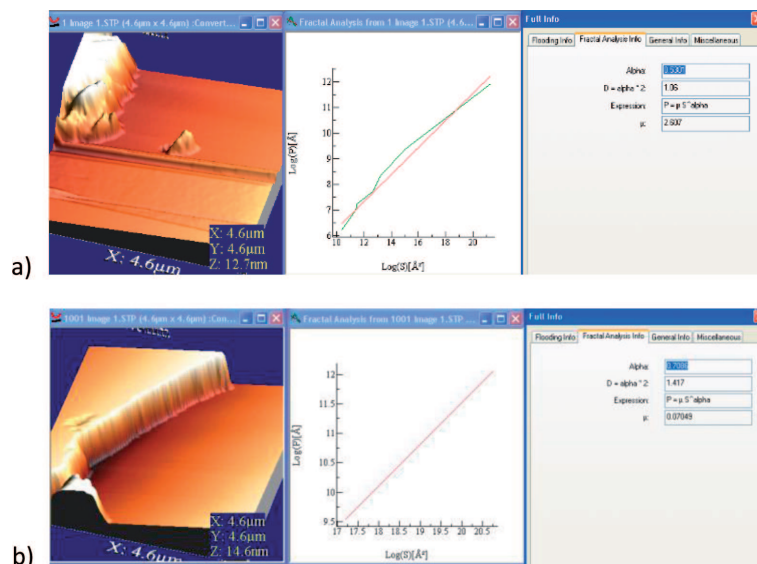 1 Image 1.STP (4.6µm x 4.6µm) :Convert...
Fractal Analysis from 1 Image 1.STP (4.6...
Full Info
Flooding Info
Fractal Analysis Info
General Info
Miscellaneous
Alpha:
D = alpha * 2:
1.06
Expression:
P = µ S^alpha
µ:
2.607
Log(P)[Å]
12
11
10
9
8
7
6
10
12
14
16
18
20
Log(S)[Å²]
X: 4.6µm
Y: 4.6µm
Z: 12.7nm
X: 4.6µm
a)
1001 Image 1.STP (4.6µm x 4.6µm) :Con...
Fractal Analysis from 1001 Image 1.STP ...
Full Info
Flooding Info
Fractal Analysis Info
General Info
Miscellaneous
Alpha:
D = alpha * 2:
1.417
Expression:
P = µ S^alpha
µ:
0.07049
Log(P)[Å]
12
11.5
11
10.5
10
9.5
17
17.5
18
18.5
19
19.5
20
20.5
Log(S)[Å²]
X: 4.6µm
Y: 4.6µm
Z: 14.6nm
X: 4.6µm
b)